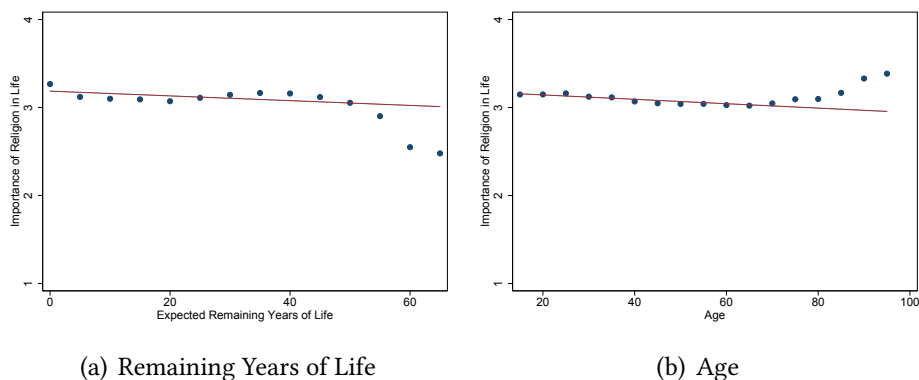 Importance of Religion in Life
4
3
2
1
0
20
40
60
Expected Remaining Years of Life
(a) Remaining Years of Life
Importance of Religion in Life
4
3
2
1
20
40
60
80
100
Age
(b) Age